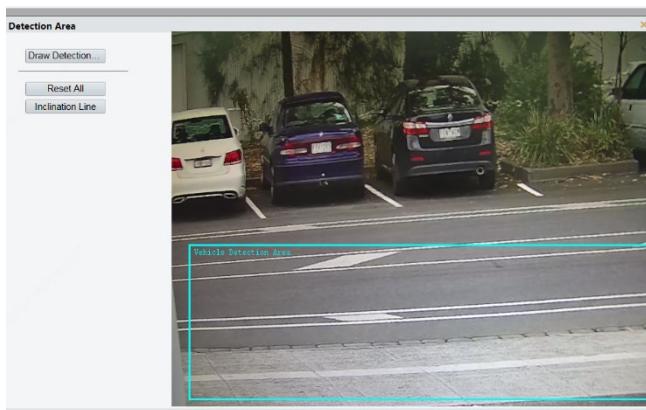 Detection Area
Draw Detection...
Reset All
Inclination Line
Vehicle Detection Area